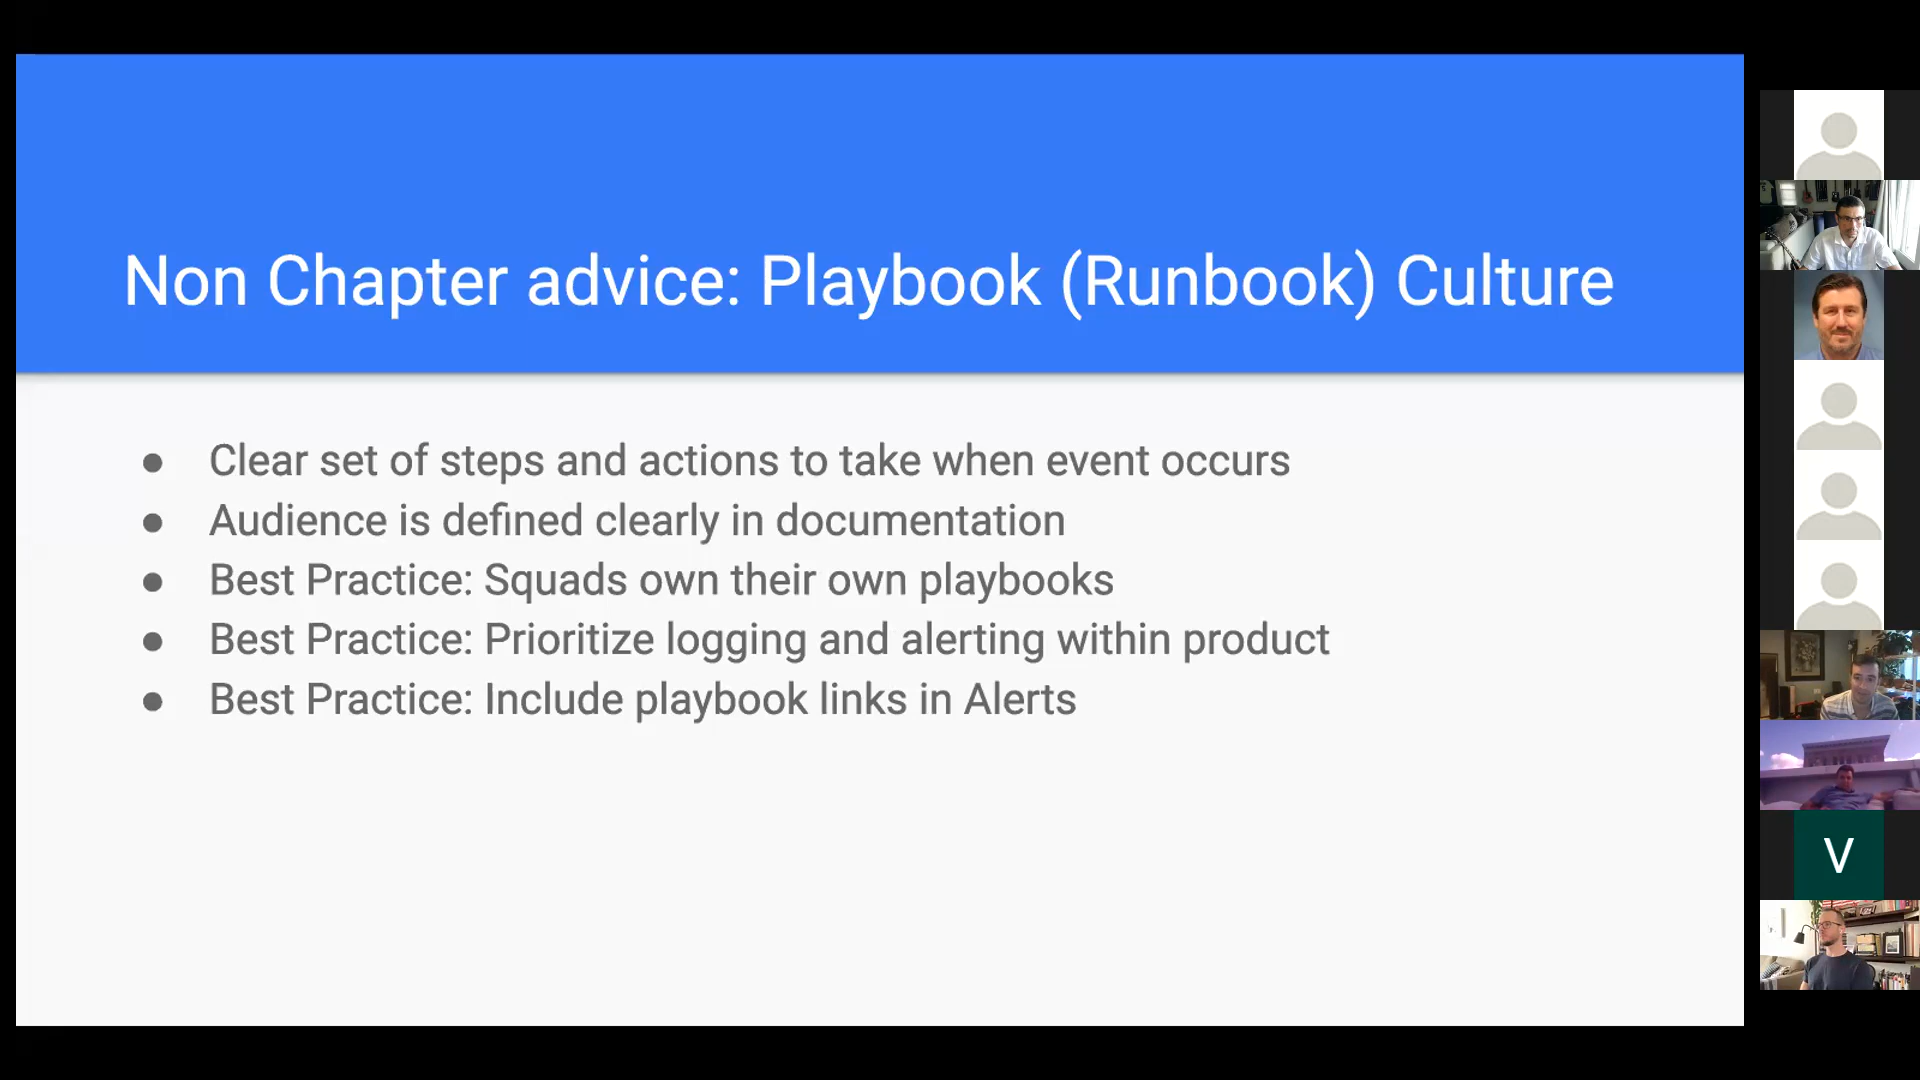 Non Chapter advice: Playbook (Runbook) Culture
● Clear set of steps and actions to take when event occurs
● Audience is defined clearly in documentation
● Best Practice: Squads own their own playbooks
● Best Practice: Prioritize logging and alerting within product
● Best Practice: Include playbook links in Alerts
V